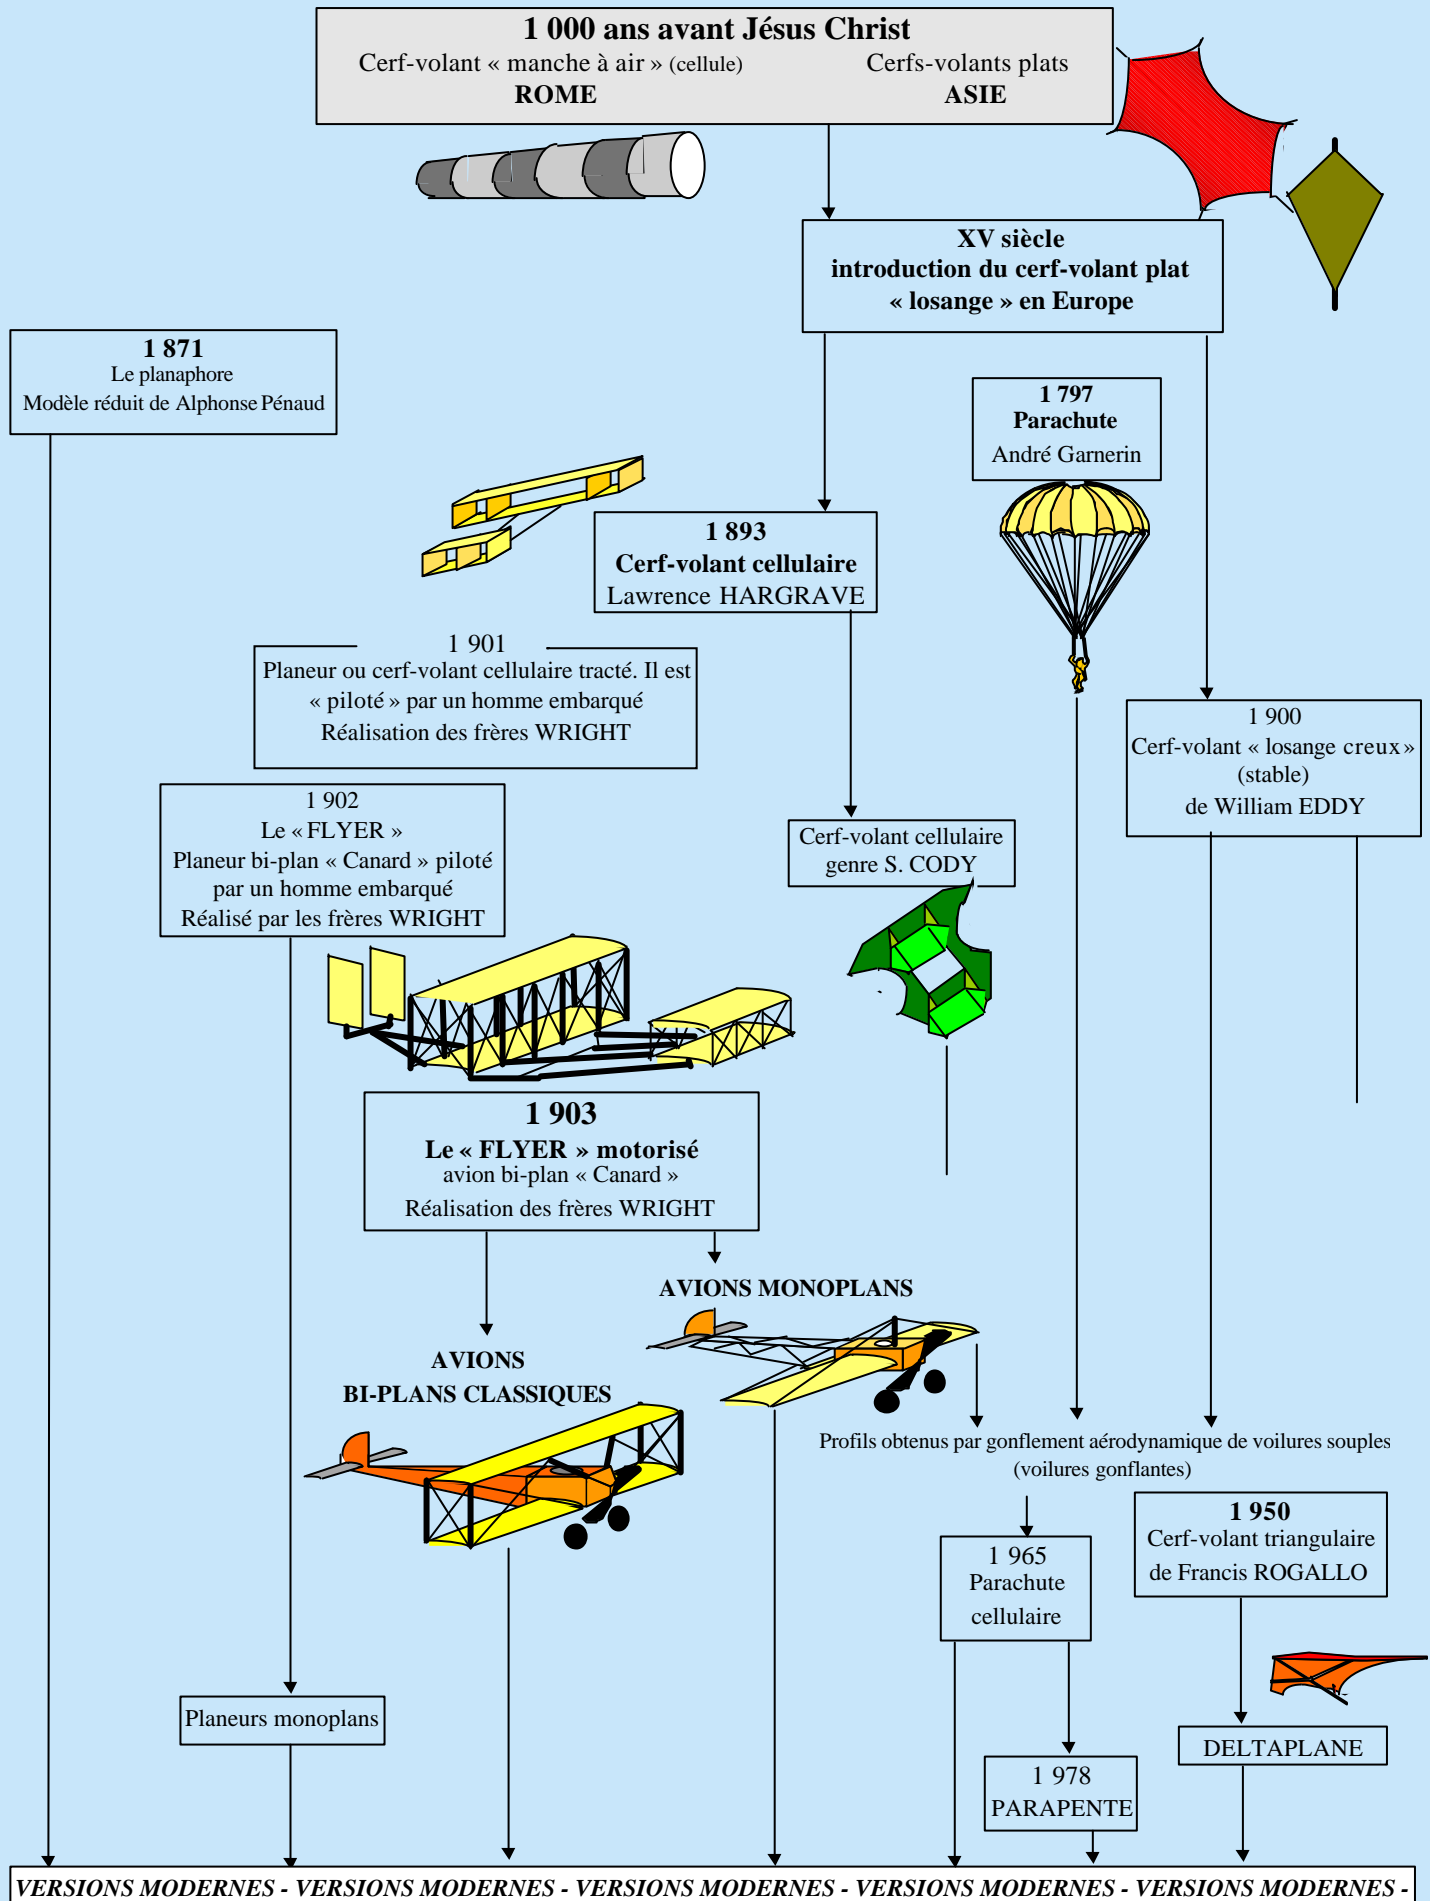 1 000 ans avant Jésus Christ
Cerf-volant « manche à air » (cellule) Cerfs-volants plats
ROME ASIE
XV siècle
introduction du cerf-volant plat
« losange » en Europe
1 871
Le planaphore
Modèle réduit de Alphonse Pénaud
1 797
Parachute
André Garnerin
1 893
Cerf-volant cellulaire
Lawrence HARGRAVE
1 901
Planeur ou cerf-volant cellulaire tracté. Il est
« piloté » par un homme embarqué
Réalisation des frères WRIGHT
1 900
Cerf-volant « losange creux »
(stable)
de William EDDY
1 902
Le « FLYER »
Planeur bi-plan « Canard » piloté
par un homme embarqué
Réalisé par les frères WRIGHT
Cerf-volant cellulaire
genre S. CODY
1 903
Le « FLYER » motorisé
avion bi-plan « Canard »
Réalisation des frères WRIGHT
AVIONS MONOPLANS
AVIONS
BI-PLANS CLASSIQUES
Profils obtenus par gonflement aérodynamique de voilures souples
(voilures gonflantes)
1 950
Cerf-volant triangulaire
de Francis ROGALLO
1 965
Parachute
cellulaire
Planeurs monoplans
DELTAPLANE
1 978
PARAPENTE
VERSIONS MODERNES - VERSIONS MODERNES - VERSIONS MODERNES - VERSIONS MODERNES - VERSIONS MODERNES -